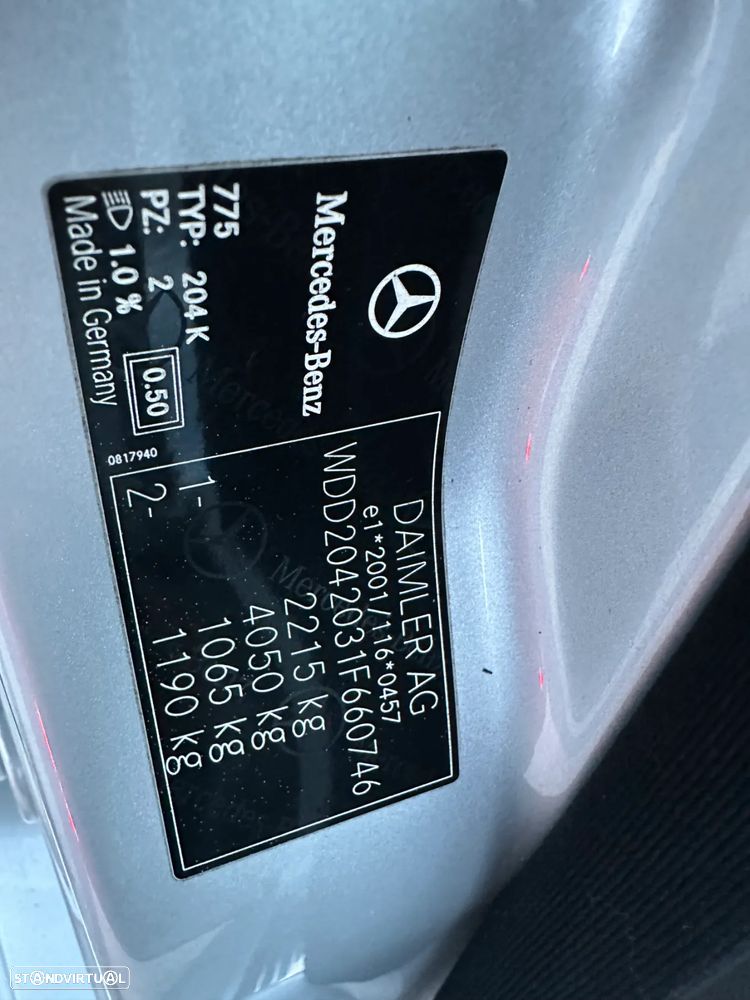 DAIMLER AG
e1*2001/116*0457
WDD2042031F660746
2215 kg
4050 kg
1- 1065 kg
2- 1190 kg
Mercedes-Benz
775
TYP: 204 K
PZ: 2
1.0 %
0.50
Made in Germany
0817940
STANDVIRTUAL